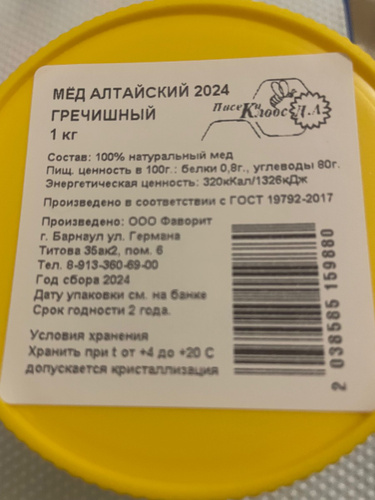 МЁД АЛТАЙСКИЙ 2024
ГРЕЧИШНЫЙ
1 кг
Пасеки
Клоос Д.А.
Состав: 100% натуральный мед
Пищ. ценность в 100г.: белки 0,8г., углеводы 80г.
Энергетическая ценность: 320кКал/1326кДж
Произведено в соответствии с ГОСТ 19792-2017
Произведено: ООО Фаворит
г. Барнаул ул. Германа
Титова 35ак2, пом. 6
Тел. 8-913-360-69-00
Год сбора 2024
Дату упаковки см. на банке
Срок годности 2 года.
Условия хранения
Хранить при t от +4 до +20 С
допускается кристаллизация
2 038585 159880